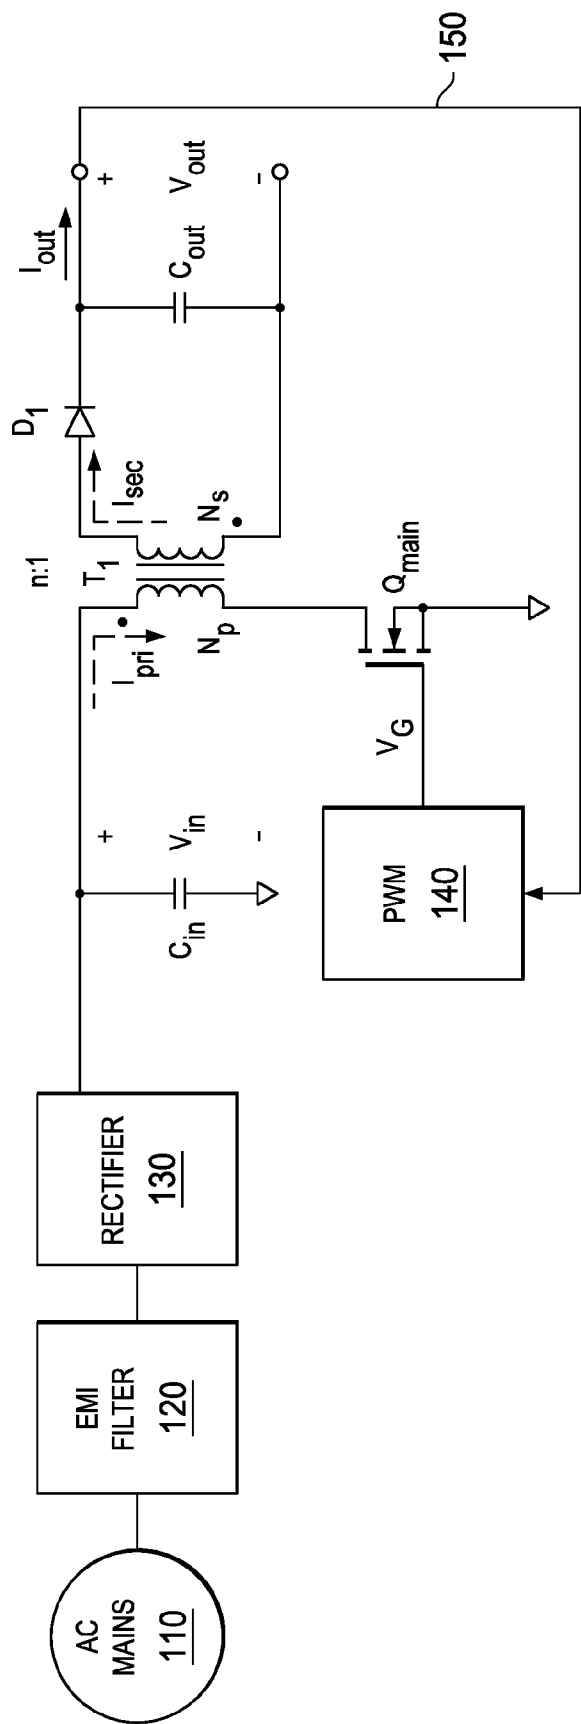 AC
MAINS
110
EMI
FILTER
120
RECTIFIER
130
+
V_in
-
C_in
PWM
140
V_G
I_pri
N_p
n:1
T_1
N_s
I_sec
Q_main
D_1
I_out
C_out
+
V_out
-
150